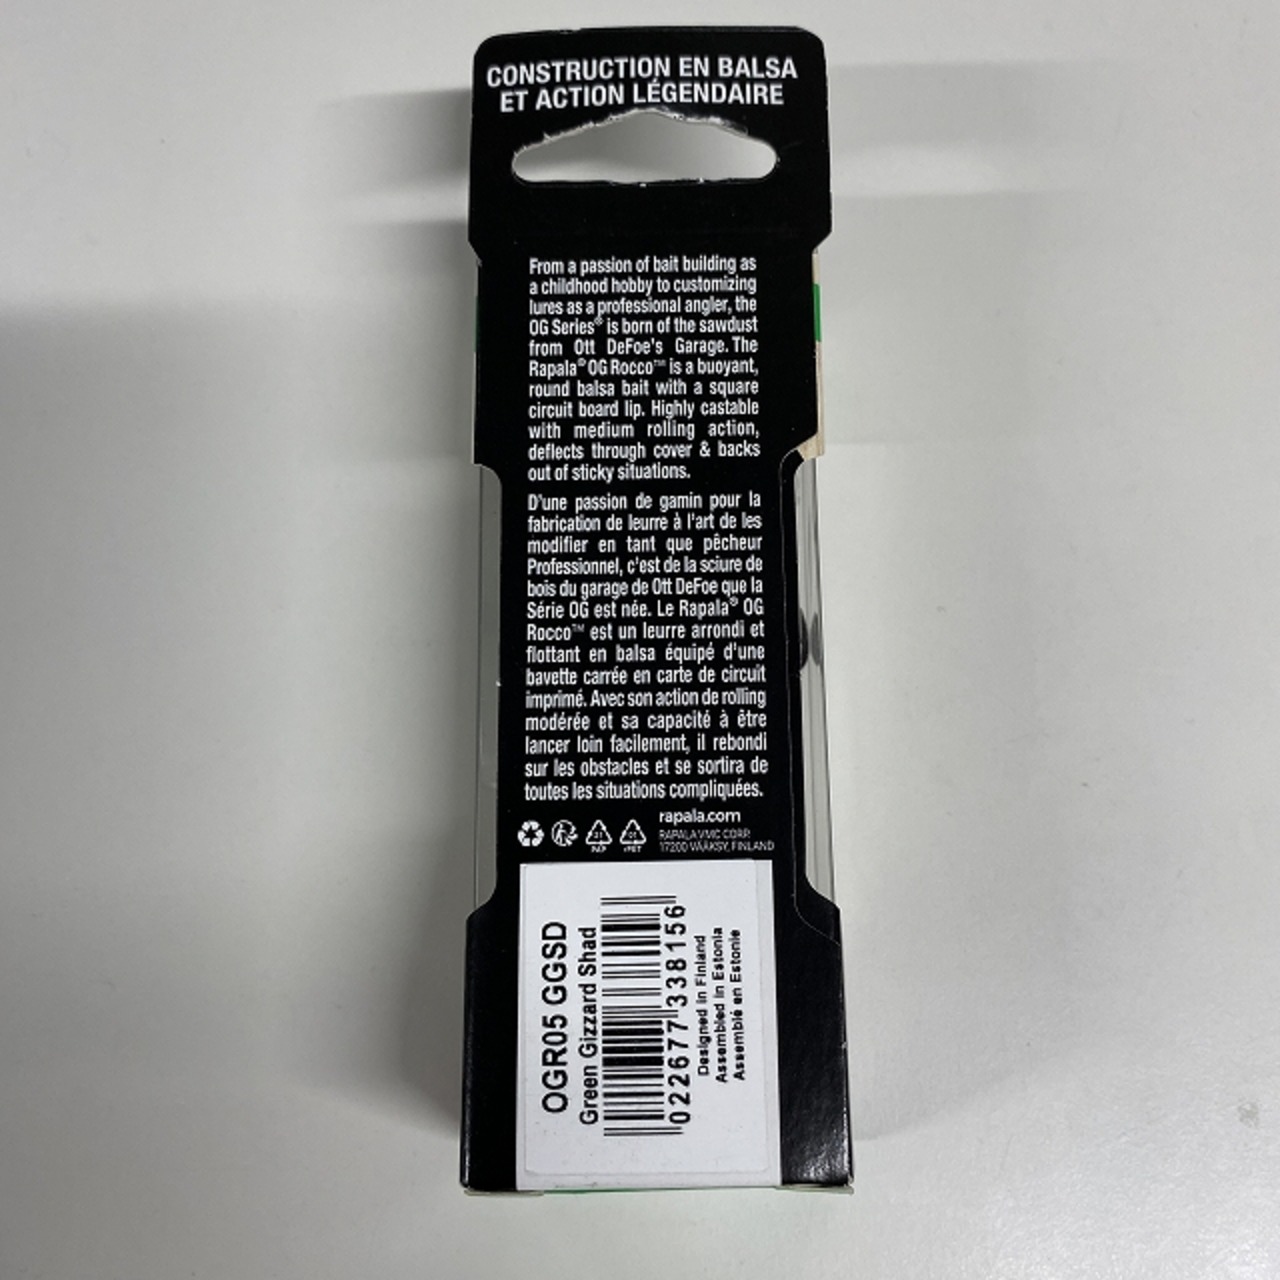 CONSTRUCTION EN BALSA
ET ACTION LÉGENDAIRE
From a passion of bait building as
a childhood hobby to customizing
lures as a professional angler, the
OG Series® is born of the sawdust
from Ott DeFoe's Garage. The
Rapala® OG Rocco™ is a buoyant,
round balsa bait with a square
circuit board lip. Highly castable
with medium rolling action,
deflects through cover & backs
out of sticky situations.
D'une passion de gamin pour la
fabrication de leurre à l'art de les
modifier en tant que pêcheur
Professionnel, c'est de la sciure de
bois du garage de Ott DeFoe que la
Série OG est née. Le Rapala® OG
Rocco™ est un leurre arrondi et
flottant en balsa équipé d'une
bavette carrée en carte de circuit
imprimé. Avec son action de rolling
modérée et sa capacité à être
lancer loin facilement, il rebondi
sur les obstacles et se sortira de
toutes les situations compliquées.
rapala.com
RAPALA VMC CORP.
17200 VÄÄKSY, FINLAND
21
PAP
01
rPET
OGR05 GGSD
Green Gizzard Shad
022677338156
Designed in Finland
Assembled in Estonia
Assemblé en Estonie